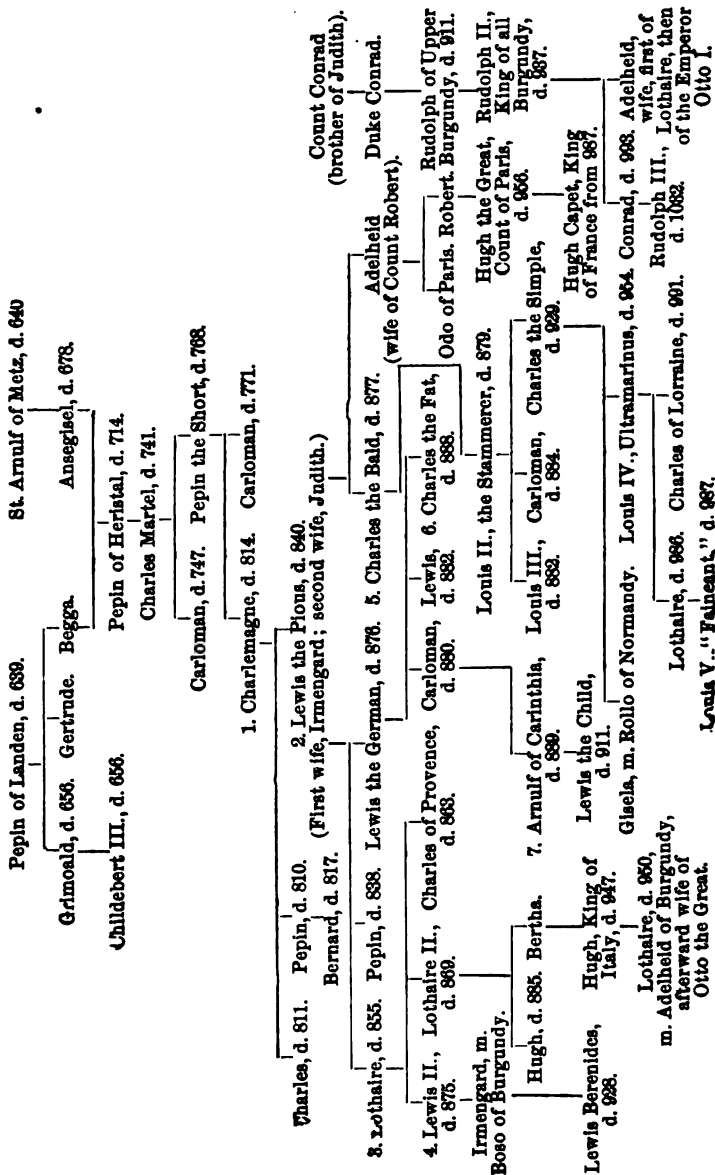 Pepin of Landen, d. 639. St. Arnulf of Metz, d. 640
Grimoald, d. 656. Gertrude. Begga. Ansegisel, d. 678.
Childebert III., d. 656. Pepin of Heristal, d. 714.
Charles Martel, d. 741.
Carloman, d. 747. Pepin the Short, d. 768.
1. Charlemagne, d. 814. Carloman, d. 771.
Charles, d. 811. Pepin, d. 810. 2. Lewis the Pious, d. 840. Count Conrad
Bernard, d. 817. (First wife, Irmengard; second wife, Judith.) (brother of Judith).
3. Lothaire, d. 855. Pepin, d. 838. Lewis the German, d. 876. 5. Charles the Bald, d. 877. Adelheid Duke Conrad.
(wife of Count Robert).
4. Lewis II., Lothaire II., Charles of Provence, Carloman, Lewis, 6. Charles the Fat,
d. 875. d. 869. d. 863. d. 880. d. 882. d. 888.
Odo of Paris. Robert. Rudolph of Upper
Burgundy, d. 911.
Irmengard, m.
Boso of Burgundy.
Louis II., the Stammerer, d. 879.
Hugh the Great, Rudolph II.,
Count of Paris, King of all
d. 956. Burgundy,
d. 937.
Hugh, d. 885. Bertha. 7. Arnulf of Carinthia, Louis III., Carloman, Charles the Simple,
d. 889. d. 882. d. 884. d. 929.
Lewis Berenides, Hugh, King of Lewis the Child, Hugh Capet, King
d. 928. Italy, d. 947. d. 911. of France from 987.
Gisela, m. Rollo of Normandy. Louis IV., Ultramarinus, d. 954. Conrad, d. 993. Adelheid,
wife, first of
Lothaire, then
of the Emperor
Otto I.
Lothaire, d. 950,
m. Adelheid of Burgundy,
afterward wife of
Otto the Great.
Lothaire, d. 986. Charles of Lorraine, d. 991. Rudolph III.,
d. 1032.
Louis V., "Faineant," d. 987.